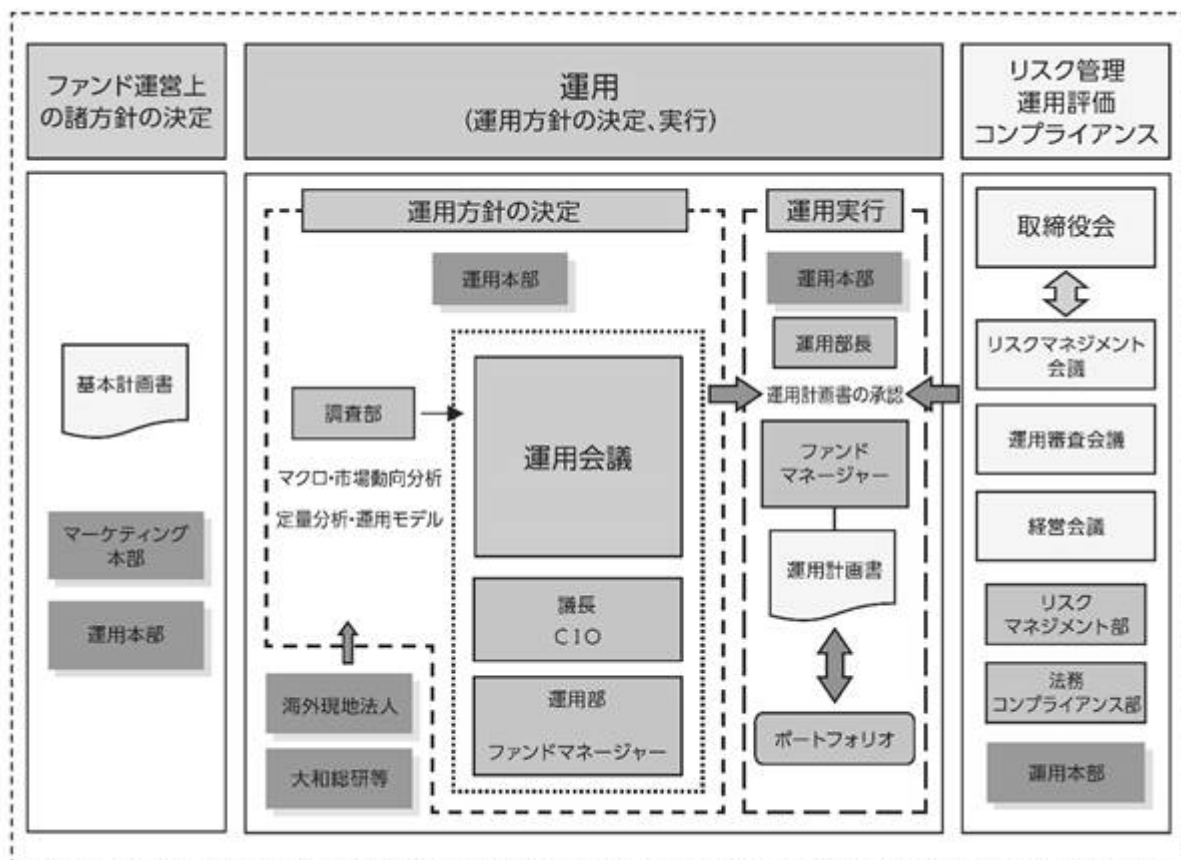 ファンド運営上
の諸方針の決定
運用
(運用方針の決定、実行)
リスク管理
運用評価
コンプライアンス
基本計画書
マーケティング
本部
運用本部
運用方針の決定
運用本部
調査部
マクロ・市場動向分析
定量分析・運用モデル
運用会議
議長
CIO
運用部
ファンドマネージャー
海外現地法人
大和総研等
運用実行
運用本部
運用部長
運用計画書の承認
ファンド
マネージャー
運用計画書
ポートフォリオ
取締役会
リスクマネジメント
会議
運用審査会議
経営会議
リスク
マネジメント部
法務
コンプライアンス部
運用本部